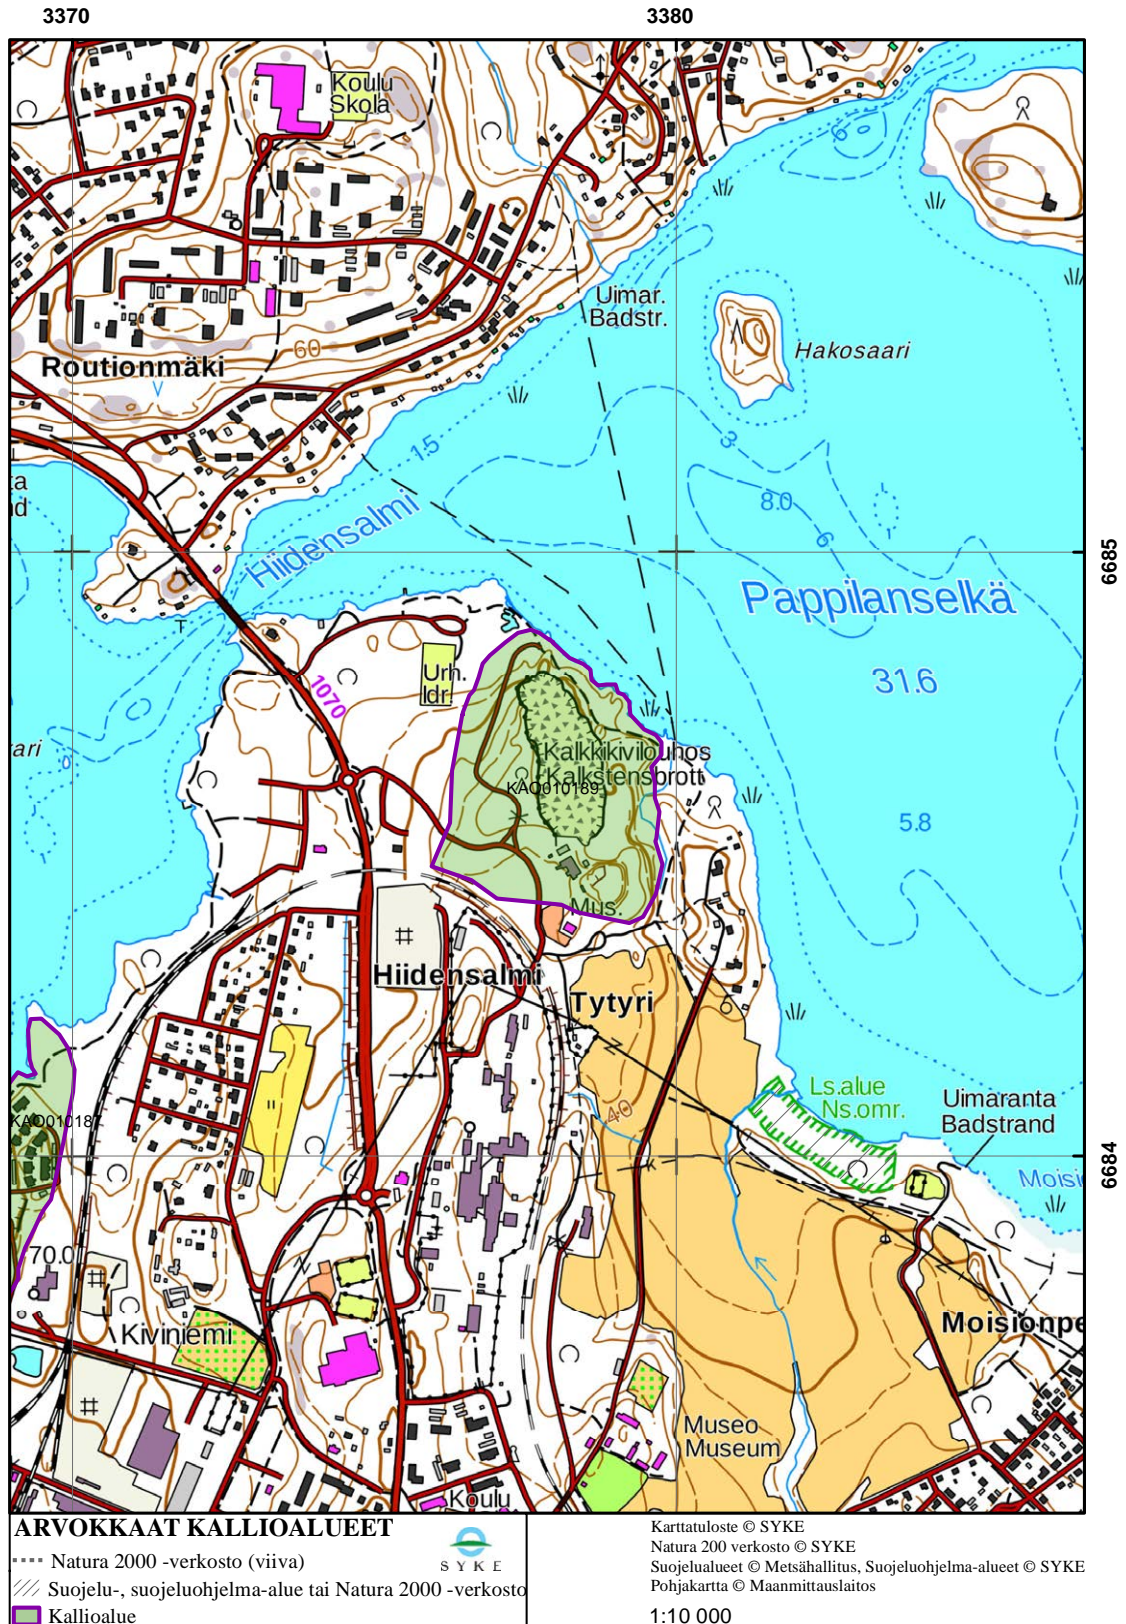 3370
3380
Koulu
Skola
Uimar.
Badstr.
60
Routionmäki
Hakosaari
6
1.5
3
8.0
6
Hiidensalmi
6685
Pappilanselkä
31.6
Urh.
ldr.
1070
Kalkkikivilouhos
Kalkstensbrott
KAO010189
5.8
Mus.
Hiidensalmi
Tytyri
40
Ls.alue
Ns.omr.
Uimaranta
Badstrand
KAO01018
6684
Moisi
70.0
Kiviniemi
Moisionpe
Museo
Museum
Koulu
ARVOKKAAT KALLIOALUEET
SYKE
Natura 2000 -verkosto (viiva)
Suojelu-, suojeluohjelma-alue tai Natura 2000 -verkosto
Kallioalue
Karttatuloste © SYKE
Natura 200 verkosto © SYKE
Suojelualueet © Metsähallitus, Suojeluohjelma-alueet © SYKE
Pohjakartta © Maanmittauslaitos
1:10 000